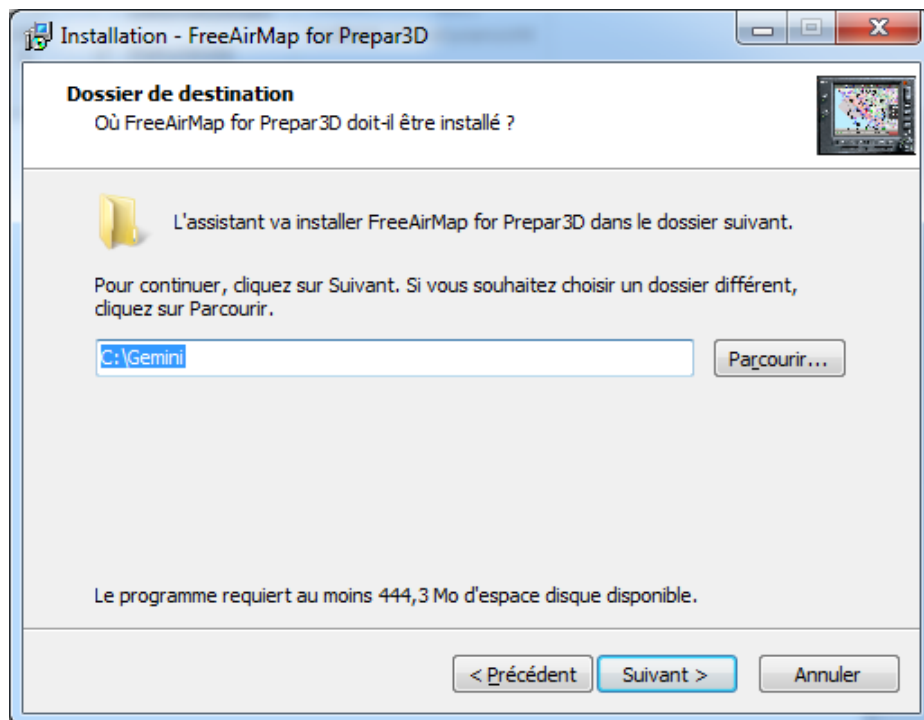 Installation - FreeAirMap for Prepar3D
Dossier de destination
Où FreeAirMap for Prepar3D doit-il être installé ?
L'assistant va installer FreeAirMap for Prepar3D dans le dossier suivant.
Pour continuer, cliquez sur Suivant. Si vous souhaitez choisir un dossier différent,
cliquez sur Parcourir.
C:\Gemini
Parcourir...
Le programme requiert au moins 444,3 Mo d'espace disque disponible.
< Précédent
Suivant >
Annuler